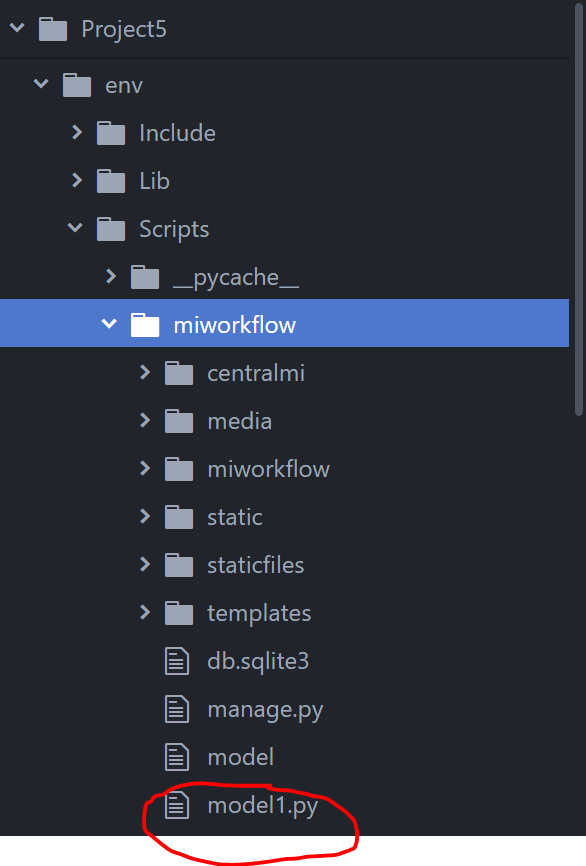 Project5
env
Include
Lib
Scripts
__pycache__
miworkflow
centralmi
media
miworkflow
static
staticfiles
templates
db.sqlite3
manage.py
model
model1.py